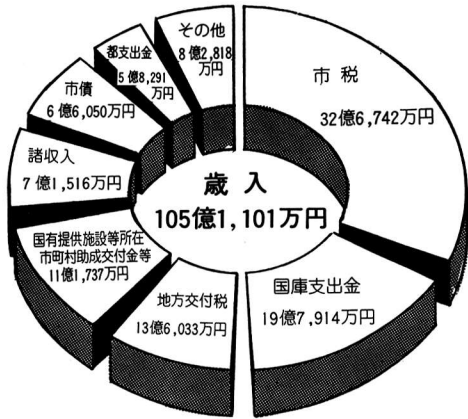 歳入
105億1,101万円
市税
32億6,742万円
国庫支出金
19億7,914万円
地方交付税
13億6,033万円
国有提供施設等所在
市町村助成交付金等
11億1,737万円
諸収入
7億1,516万円
市債
6億6,050万円
都支出金
5億8,291
万円
その他
8億2,818
万円